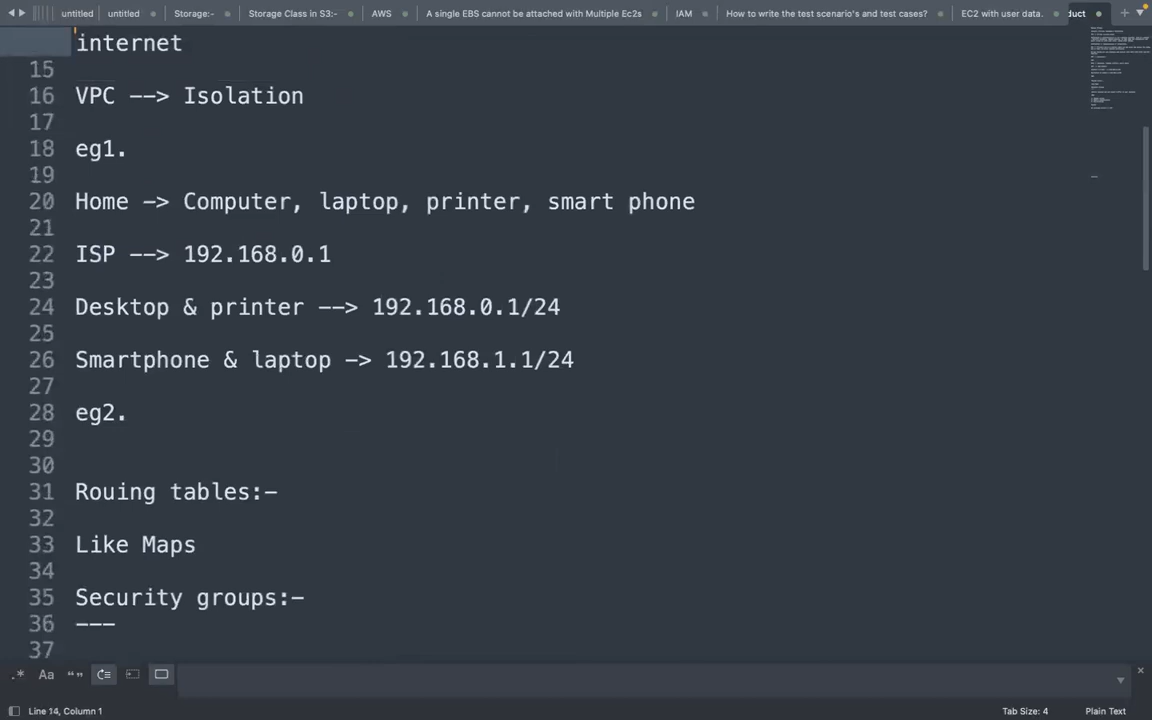 untitled untitled Storage:- Storage Class in S3:- AWS A single EBS cannot be attached with Multiple Ec2s IAM How to write the test scenario's and test cases? EC2 with user data. duct
internet
15
16 VPC --> Isolation
17
18 eg1.
19
20 Home -> Computer, laptop, printer, smart phone
21
22 ISP --> 192.168.0.1
23
24 Desktop & printer --> 192.168.0.1/24
25
26 Smartphone & laptop -> 192.168.1.1/24
27
28 eg2.
29
30
31 Rouing tables:-
32
33 Like Maps
34
35 Security groups:-
36 ---
37
.* Aa “”
Line 14, Column 1 Tab Size: 4 Plain Text